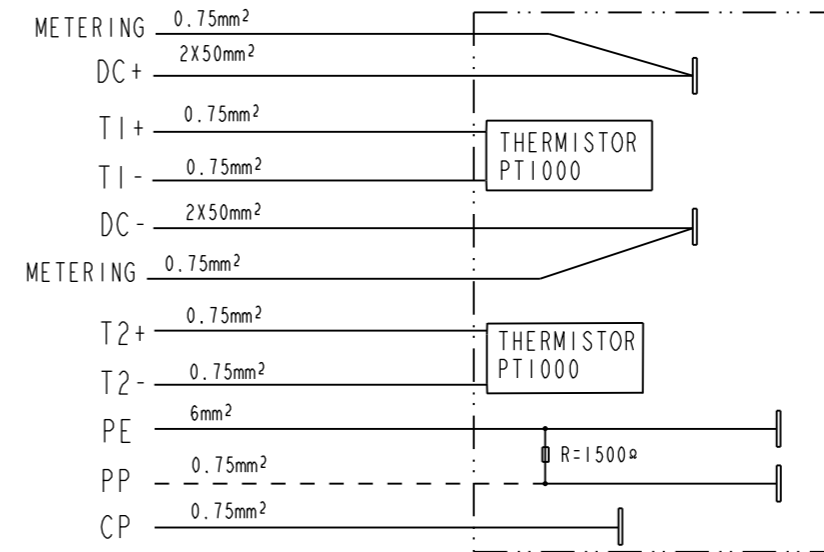 METERING 0.75mm²
DC+ 2X50mm²
T1+ 0.75mm²
THERMISTOR
PT1000
T1- 0.75mm²
DC- 2X50mm²
METERING 0.75mm²
T2+ 0.75mm²
THERMISTOR
PT1000
T2- 0.75mm²
PE 6mm²
R=1500Ω
PP 0.75mm²
CP 0.75mm²